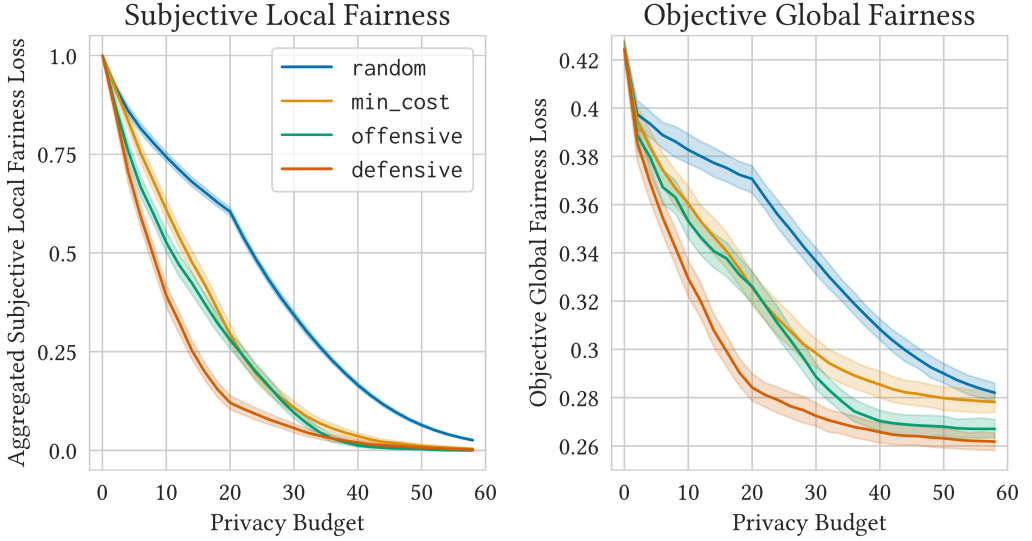 Subjective Local Fairness
Aggregated Subjective Local Fariness Loss
1.0
0.75
0.5
0.25
0.0
random
min_cost
offensive
defensive
0 10 20 30 40 50 60
Privacy Budget
Objective Global Fairness
Objective Global Fairness Loss
0.42
0.4
0.38
0.36
0.34
0.32
0.3
0.28
0.26
0 10 20 30 40 50 60
Privacy Budget